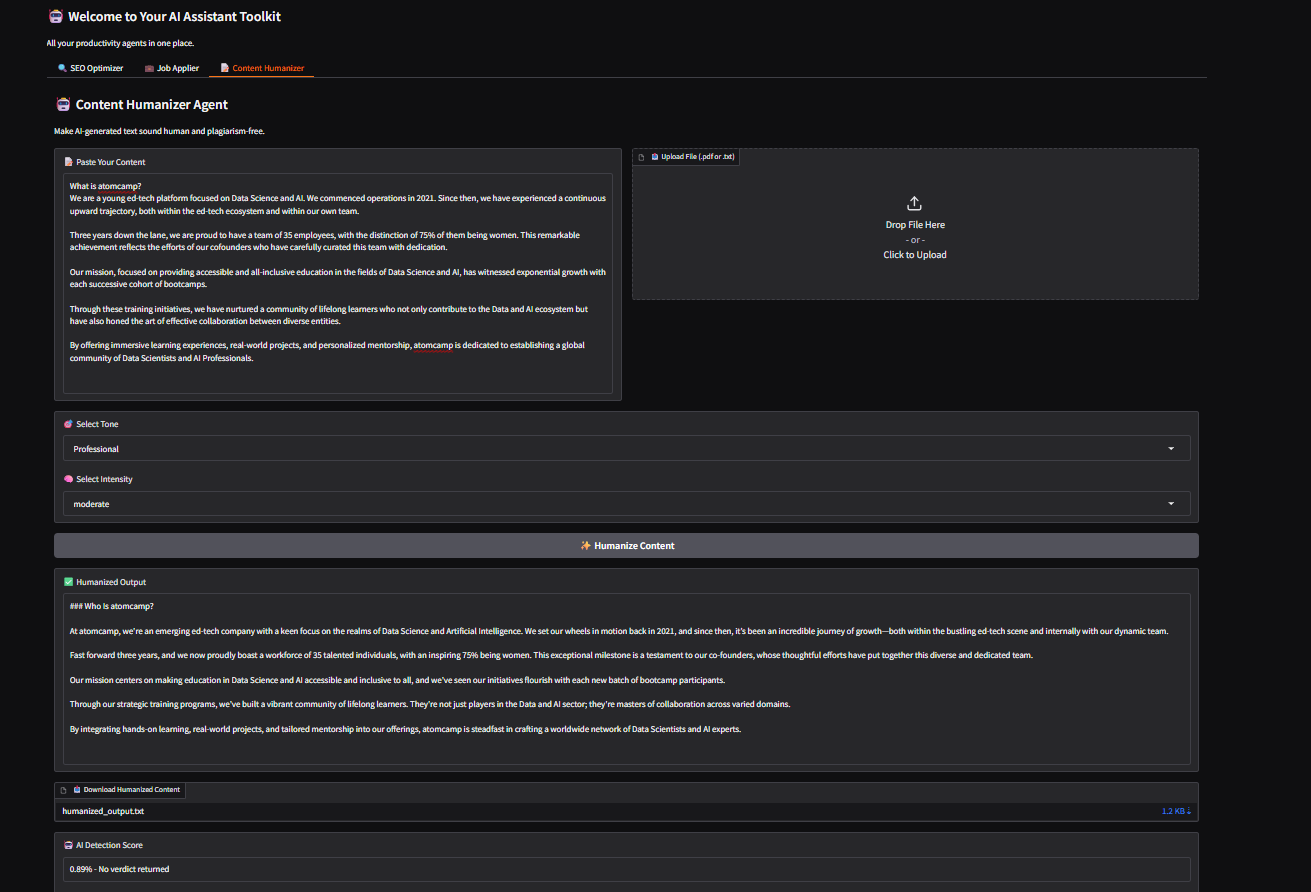 Welcome to Your AI Assistant Toolkit
All your productivity agents in one place.
SEO Optimizer Job Applier Content Humanizer
Content Humanizer Agent
Make AI-generated text sound human and plagiarism-free.
Paste Your Content
What is atomcamp?
We are a young ed-tech platform focused on Data Science and AI. We commenced operations in 2021. Since then, we have experienced a continuous
upward trajectory, both within the ed-tech ecosystem and within our own team.
Three years down the lane, we are proud to have a team of 35 employees, with the distinction of 75% of them being women. This remarkable
achievement reflects the efforts of our cofounders who have carefully curated this team with dedication.
Our mission, focused on providing accessible and all-inclusive education in the fields of Data Science and AI, has witnessed exponential growth with
each successive cohort of bootcamps.
Through these training initiatives, we have nurtured a community of lifelong learners who not only contribute to the Data and AI ecosystem but
have also honed the art of effective collaboration between diverse entities.
By offering immersive learning experiences, real-world projects, and personalized mentorship, atomcamp is dedicated to establishing a global
community of Data Scientists and AI Professionals.
Upload File (.pdf or .txt)
Drop File Here
- or -
Click to Upload
Select Tone
Professional
Select Intensity
moderate
Humanize Content
Humanized Output
### Who Is atomcamp?
At atomcamp, we're an emerging ed-tech company with a keen focus on the realms of Data Science and Artificial Intelligence. We set our wheels in motion back in 2021, and since then, it's been an incredible journey of growth—both within the bustling ed-tech scene and internally with our dynamic team.
Fast forward three years, and we now proudly boast a workforce of 35 talented individuals, with an inspiring 75% being women. This exceptional milestone is a testament to our co-founders, whose thoughtful efforts have put together this diverse and dedicated team.
Our mission centers on making education in Data Science and AI accessible and inclusive to all, and we've seen our initiatives flourish with each new batch of bootcamp participants.
Through our strategic training programs, we've built a vibrant community of lifelong learners. They're not just players in the Data and AI sector; they're masters of collaboration across varied domains.
By integrating hands-on learning, real-world projects, and tailored mentorship into our offerings, atomcamp is steadfast in crafting a worldwide network of Data Scientists and AI experts.
Download Humanized Content
humanized_output.txt 1.2 KB ⇣
AI Detection Score
0.89% - No verdict returned